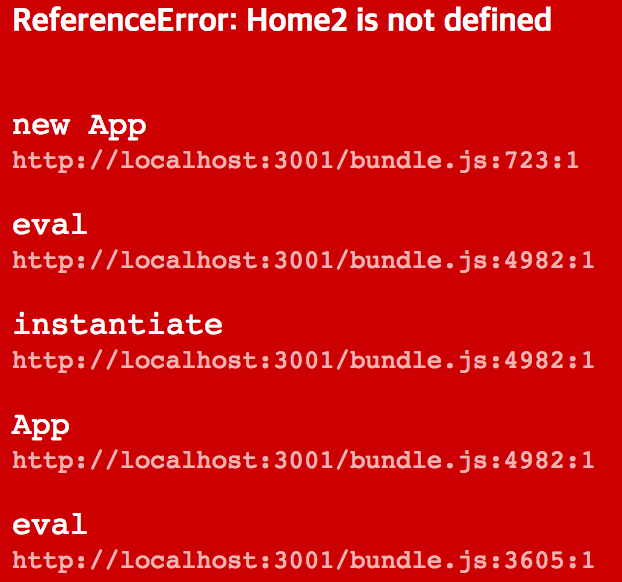 ReferenceError: Home2 is not defined
new App
http://localhost:3001/bundle.js:723:1
eval
http://localhost:3001/bundle.js:4982:1
instantiate
http://localhost:3001/bundle.js:4982:1
App
http://localhost:3001/bundle.js:4982:1
eval
http://localhost:3001/bundle.js:3605:1